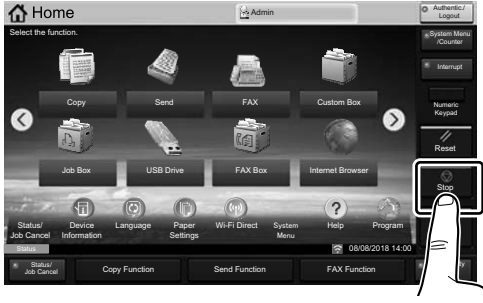 Home
Admin
Authentic./
Logout
Select the function.
System Menu
/Counter
Interrupt
Copy
Send
FAX
Custom Box
Numeric
Keypad
Reset
Job Box
USB Drive
FAX Box
Internet Browser
Stop
Status/
Job Cancel
Device
Information
Language
Paper
Settings
Wi-Fi Direct
System
Menu
Help
Program
Status
08/08/2018 14:00
Status/
Job Cancel
Copy Function
Send Function
FAX Function